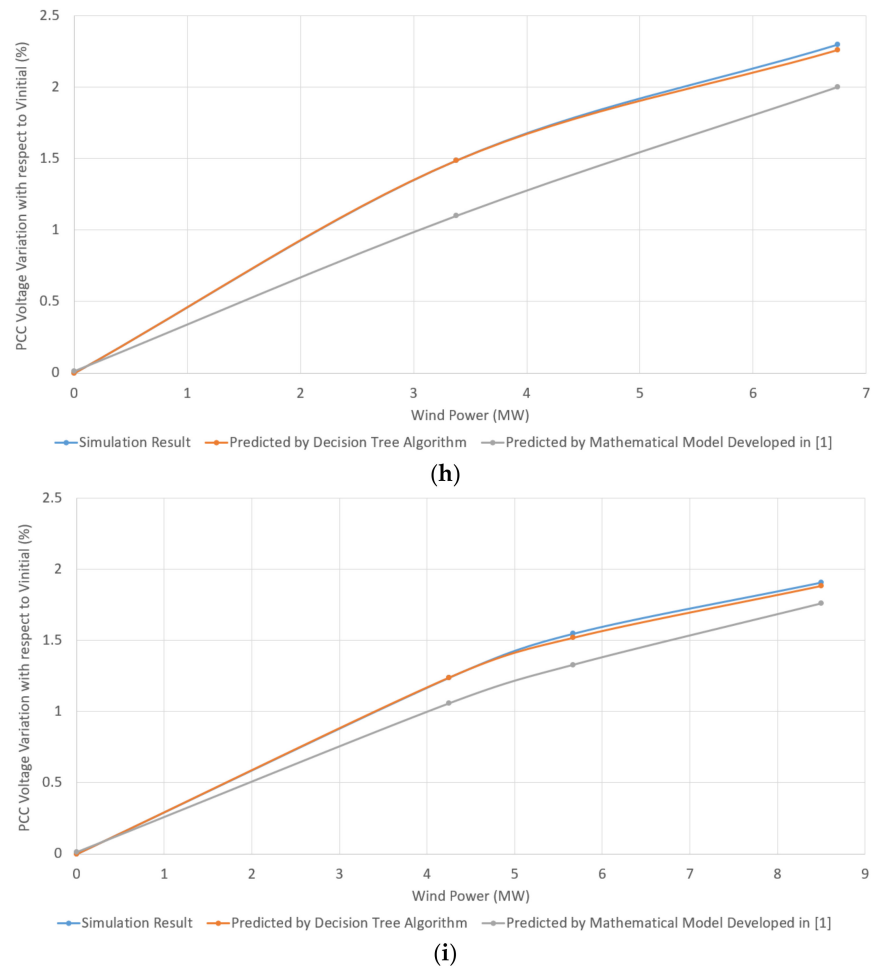 2.5
2
1.5
1
0.5
0
PCC Voltage Variation with respect to Vinitial (%)
0 1 2 3 4 5 6 7
Wind Power (MW)
Simulation Result Predicted by Decision Tree Algorithm Predicted by Mathematical Model Developed in [1]
(h)
2.5
2
1.5
1
0.5
0
PCC Voltage Variation with respect to Vinitial (%)
0 1 2 3 4 5 6 7 8 9
Wind Power (MW)
Simulation Result Predicted by Decision Tree Algorithm Predicted by Mathematical Model Developed in [1]
(i)